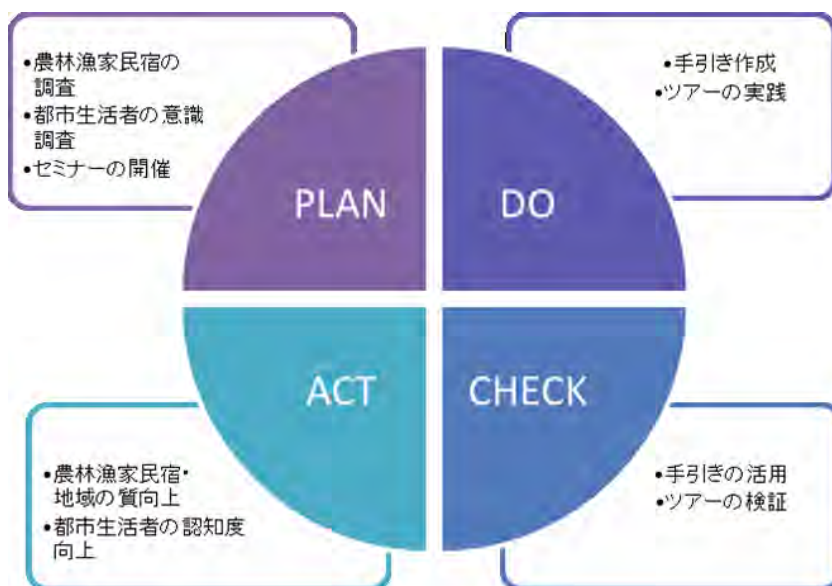 •農林漁家民宿の
調査
•都市生活者の意識
調査
•セミナーの開催
PLAN
•手引き作成
•ツアーの実践
DO
ACT
•農林漁家民宿・
地域の質向上
•都市生活者の認知度
向上
CHECK
•手引きの活用
•ツアーの検証